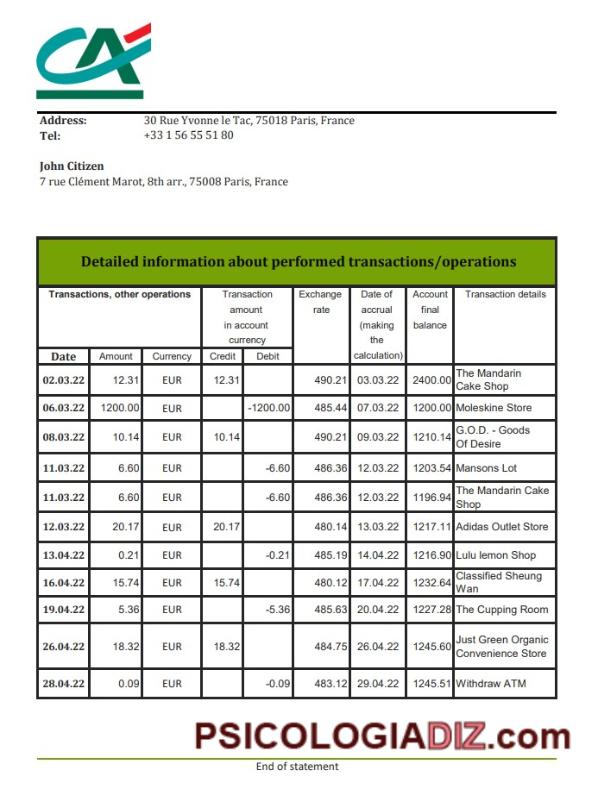 CA
Address: 30 Rue Yvonne le Tac, 75018 Paris, France
Tel: +33 1 56 55 51 80
John Citizen
7 rue Clément Marot, 8th arr., 75008 Paris, France
Detailed information about performed transactions/operations
Transactions, other operations
Transaction
amount
in account
currency
Exchange
rate
Date of
accrual
(making
the
calculation)
Account
final
balance
Transaction details
Date Amount Currency Credit Debit
02.03.22 12.31 EUR 12.31 490.21 03.03.22 2400.00 The Mandarin
Cake Shop
06.03.22 1200.00 EUR -1200.00 485.44 07.03.22 1200.00 Moleskine Store
08.03.22 10.14 EUR 10.14 490.21 09.03.22 1210.14 G.O.D. - Goods
Of Desire
11.03.22 6.60 EUR -6.60 486.36 12.03.22 1203.54 Mansons Lot
11.03.22 6.60 EUR -6.60 486.36 12.03.22 1196.94 The Mandarin Cake
Shop
12.03.22 20.17 EUR 20.17 480.14 13.03.22 1217.11 Adidas Outlet Store
13.04.22 0.21 EUR -0.21 485.19 14.04.22 1216.90 Lulu lemon Shop
16.04.22 15.74 EUR 15.74 480.12 17.04.22 1232.64 Classified Sheung
Wan
19.04.22 5.36 EUR -5.36 485.63 20.04.22 1227.28 The Cupping Room
26.04.22 18.32 EUR 18.32 484.75 26.04.22 1245.60 Just Green Organic
Convenience Store
28.04.22 0.09 EUR -0.09 483.12 29.04.22 1245.51 Withdraw ATM
PSICOLOGIADIZ.com
End of statement